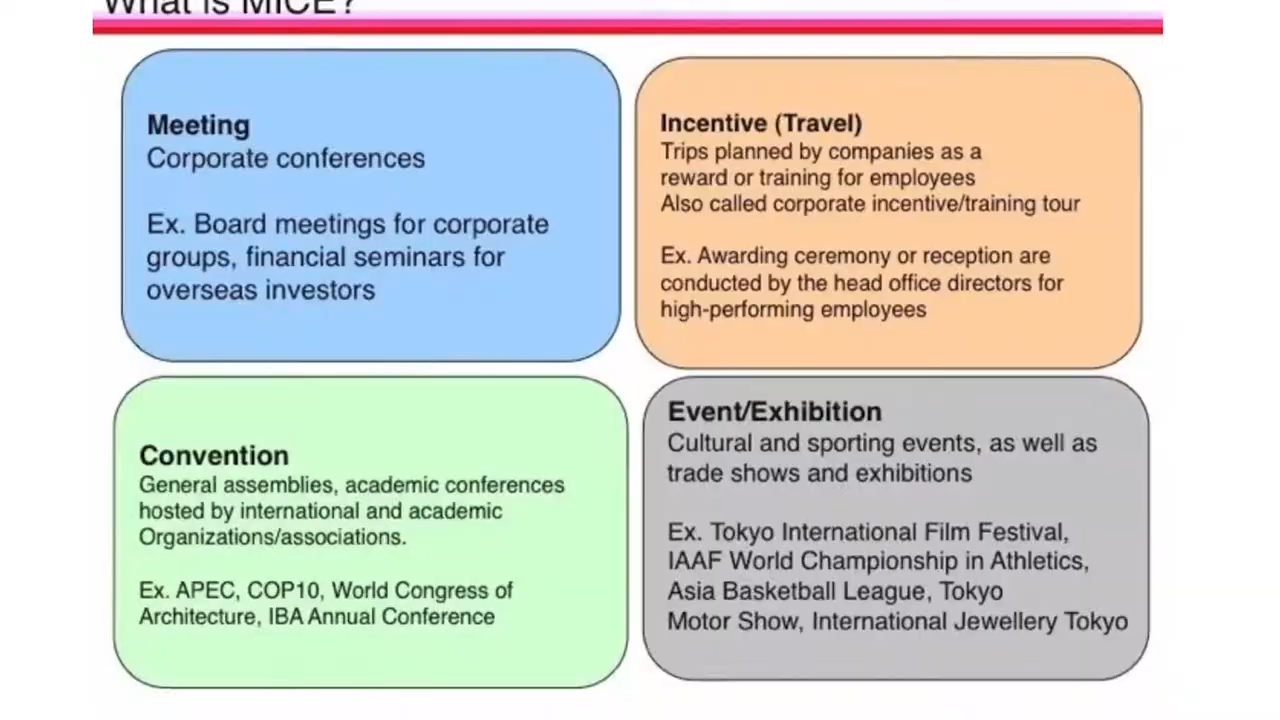 What is MICE?
Meeting
Corporate conferences
Ex. Board meetings for corporate
groups, financial seminars for
overseas investors
Incentive (Travel)
Trips planned by companies as a
reward or training for employees
Also called corporate incentive/training tour
Ex. Awarding ceremony or reception are
conducted by the head office directors for
high-performing employees
Convention
General assemblies, academic conferences
hosted by international and academic
Organizations/associations.
Ex. APEC, COP10, World Congress of
Architecture, IBA Annual Conference
Event/Exhibition
Cultural and sporting events, as well as
trade shows and exhibitions
Ex. Tokyo International Film Festival,
IAAF World Championship in Athletics,
Asia Basketball League, Tokyo
Motor Show, International Jewellery Tokyo